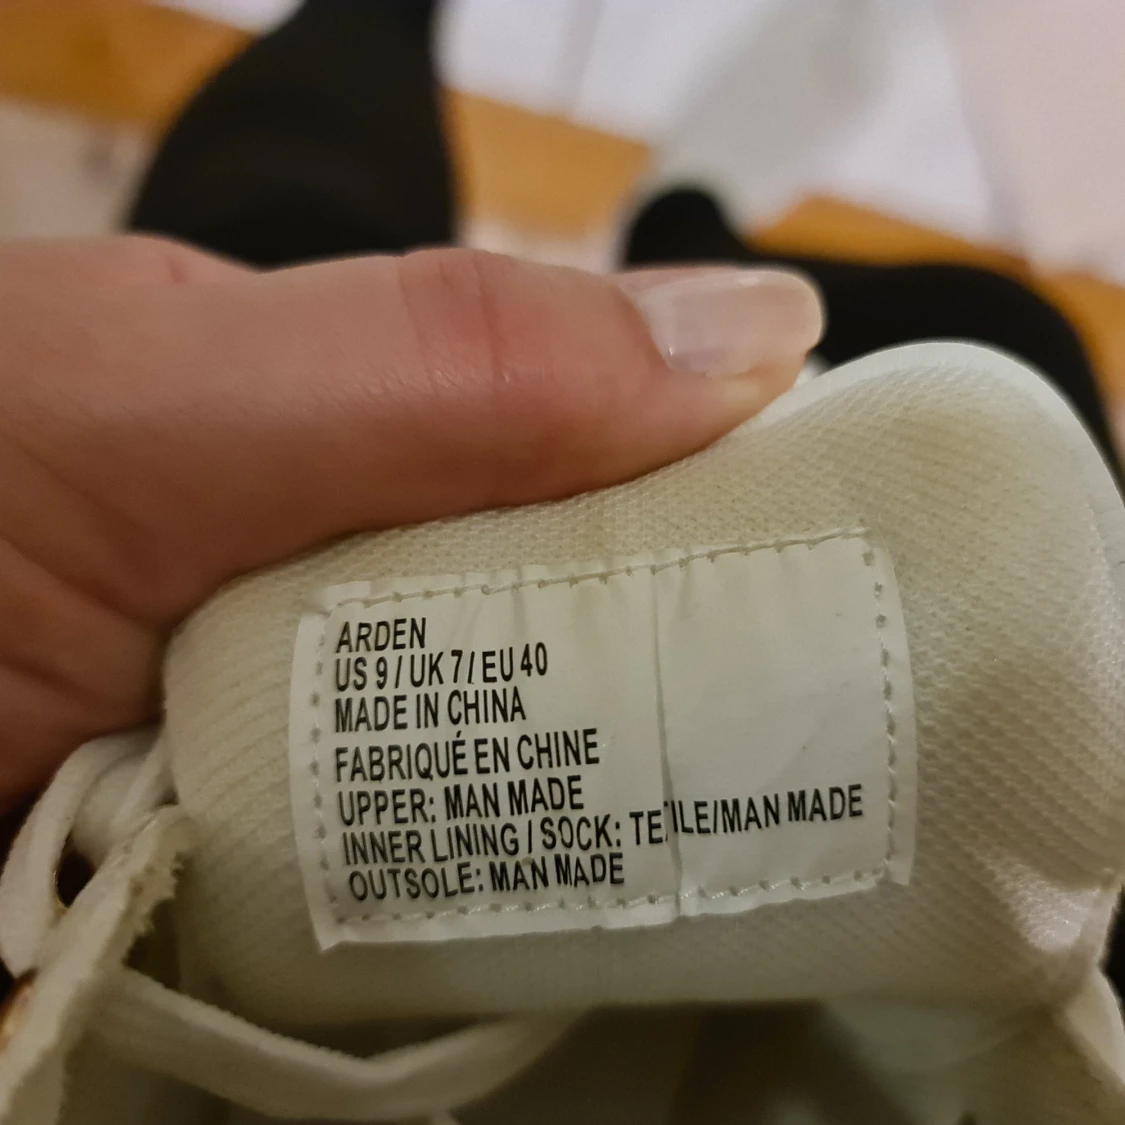 ARDEN
US 9 / UK 7 / EU 40
MADE IN CHINA
FABRIQUÉ EN CHINE
UPPER: MAN MADE
INNER LINING / SOCK: TEXTILE/MAN MADE
OUTSOLE: MAN MADE